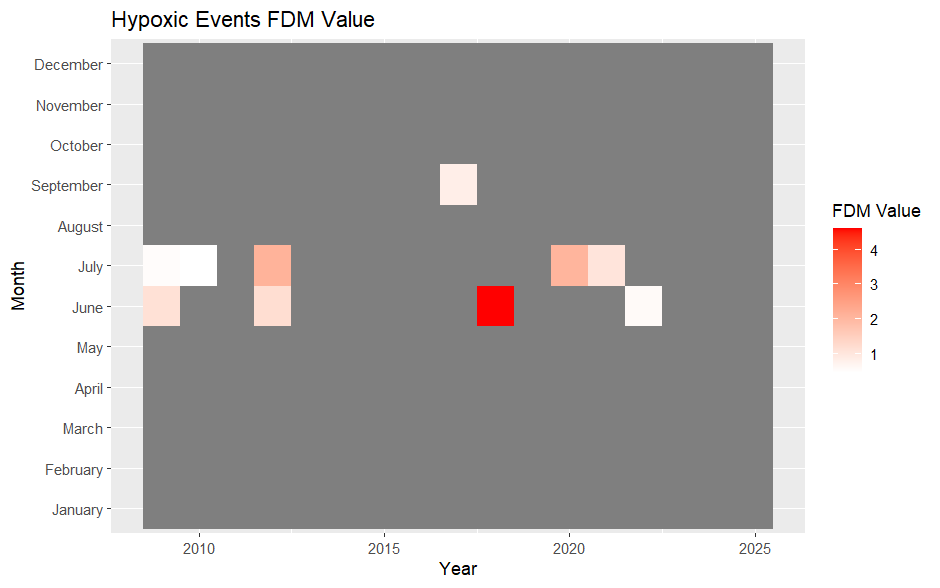 Hypoxic Events FDM Value
December
November
October
September
August
July
June
May
April
March
February
January
Month
2010 2015 2020 2025
Year
FDM Value
4
3
2
1